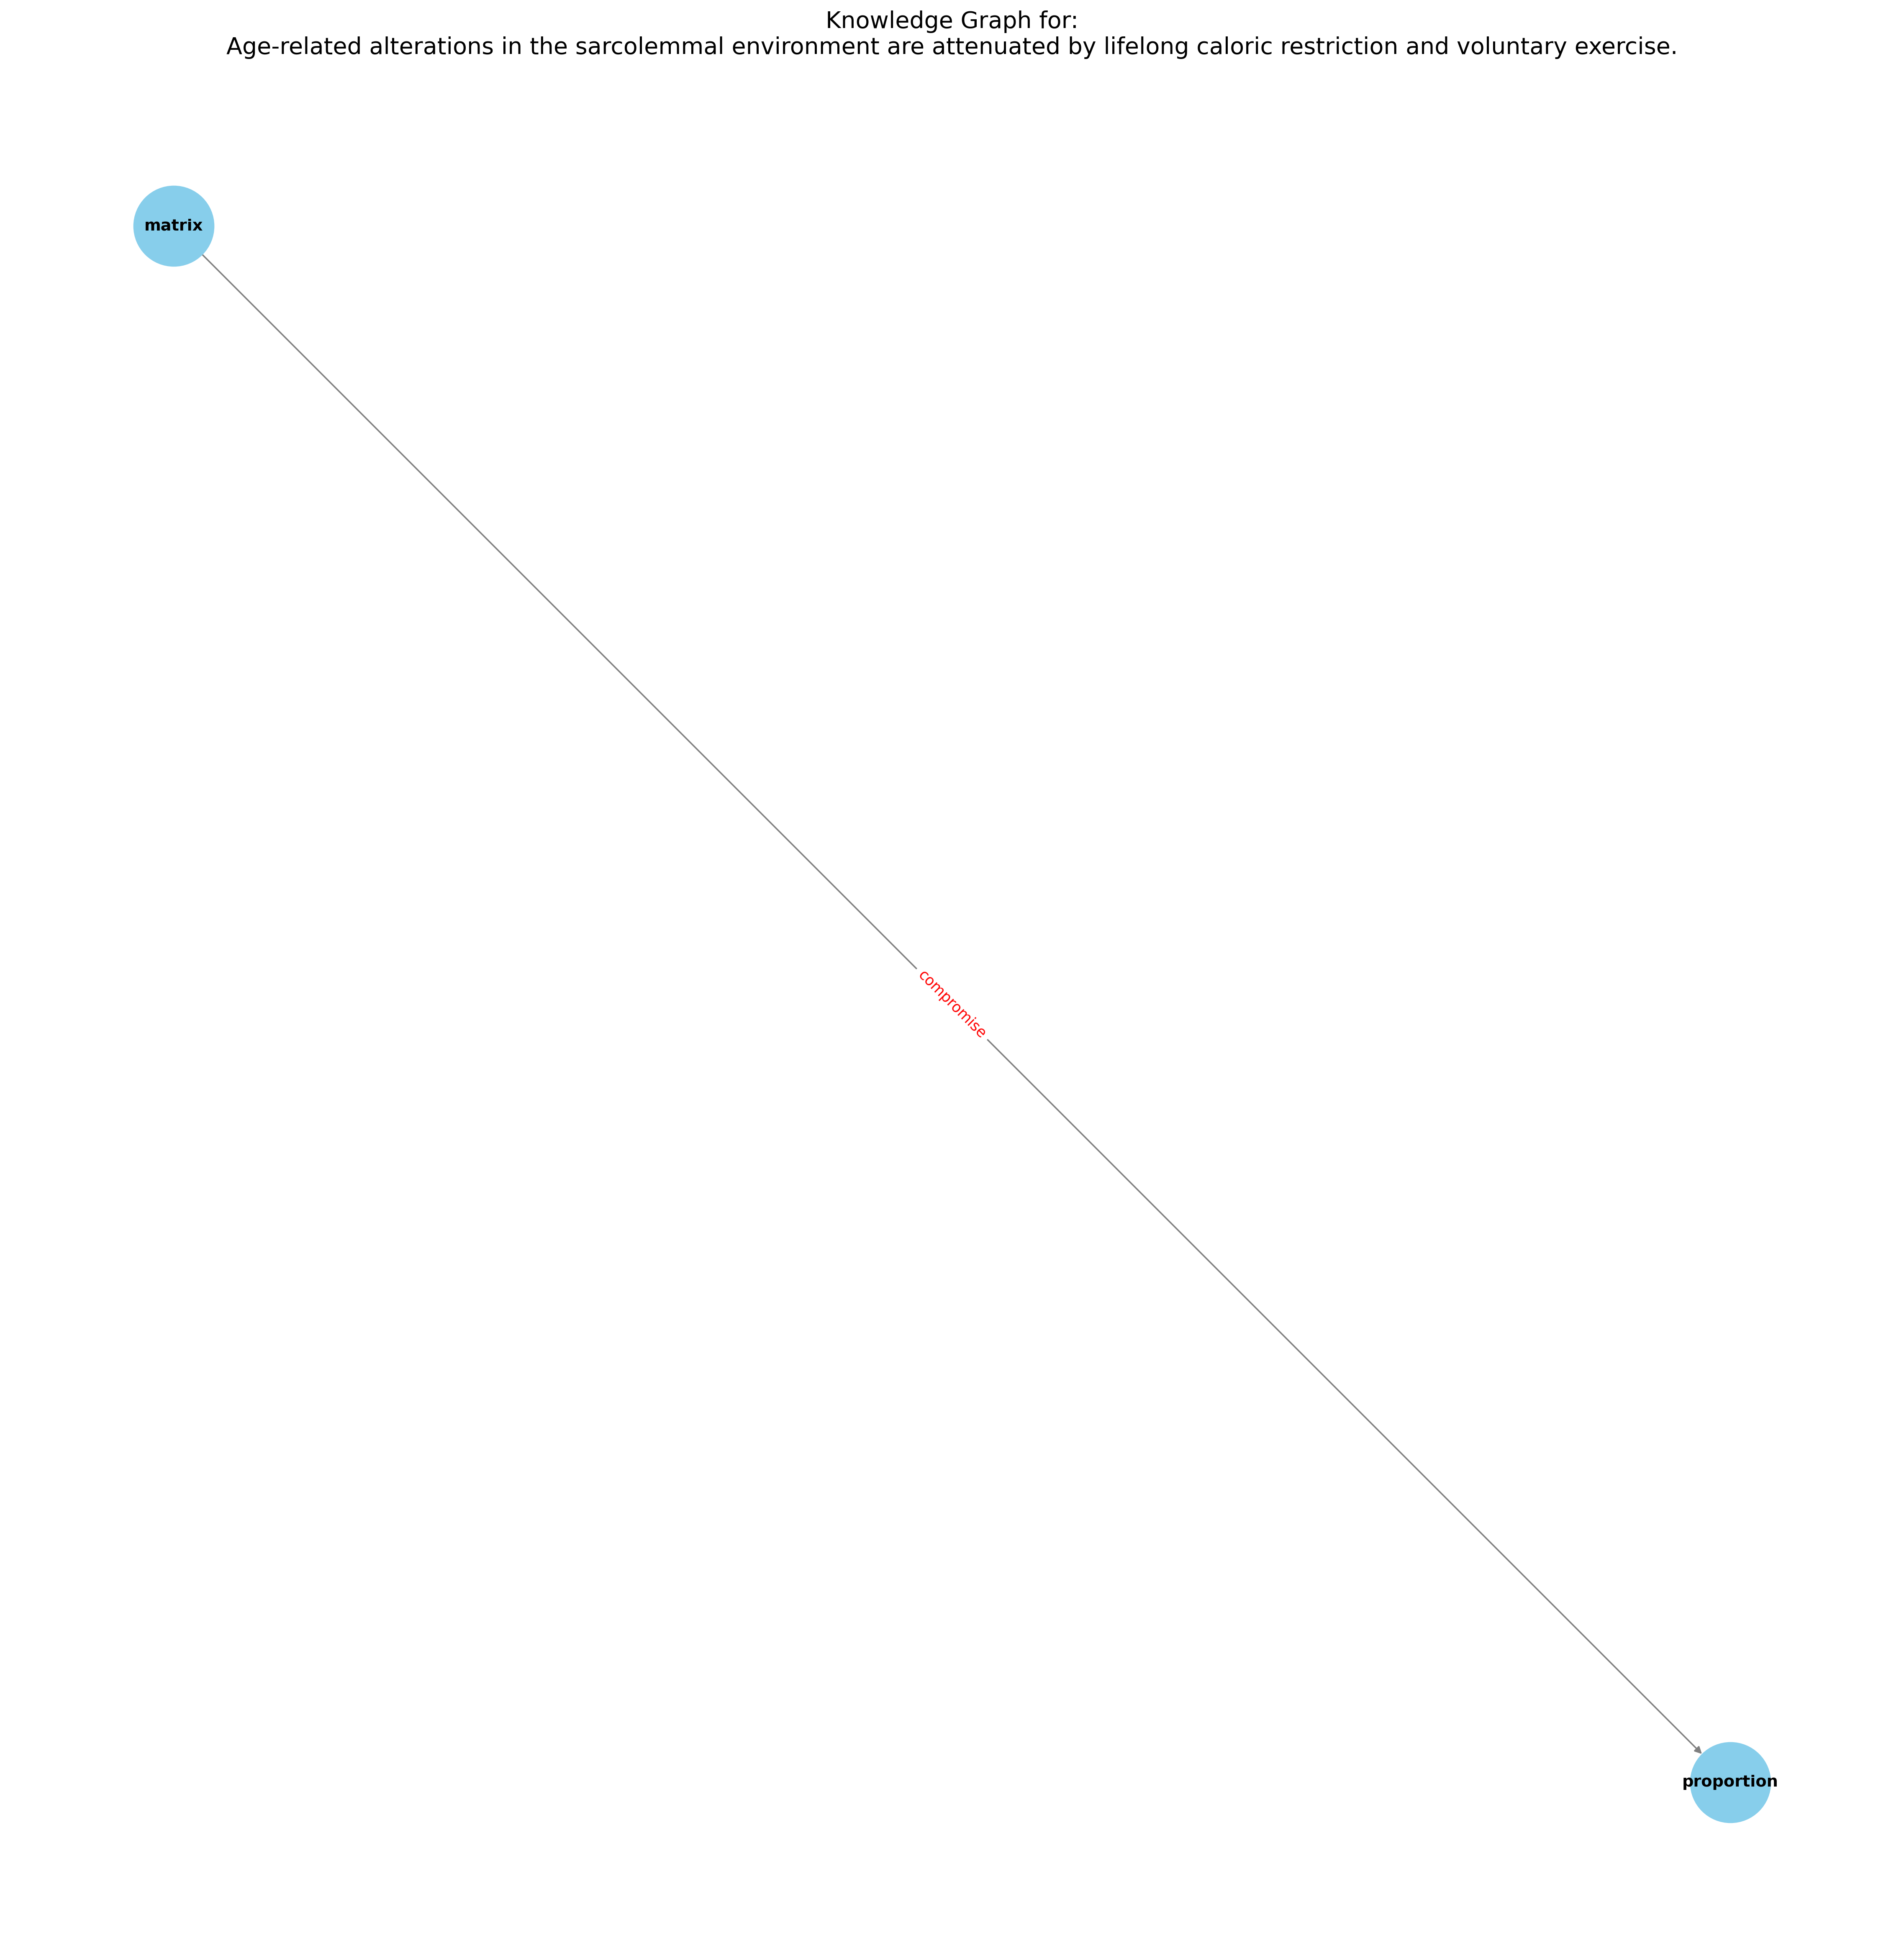 Knowledge Graph for:
Age-related alterations in the sarcolemmal environment are attenuated by lifelong caloric restriction and voluntary exercise.
matrix
compromise
proportion